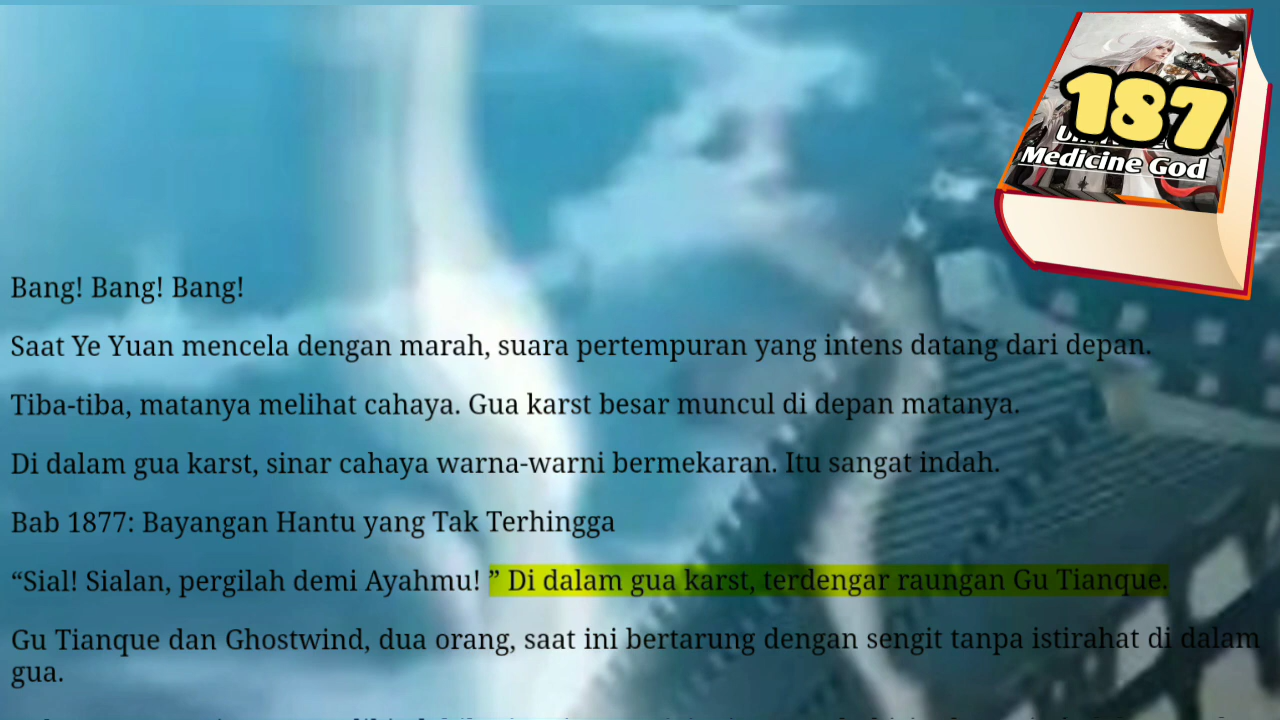 187
Medicine God
Bang! Bang! Bang!
Saat Ye Yuan mencela dengan marah, suara pertempuran yang intens datang dari depan.
Tiba-tiba, matanya melihat cahaya. Gua karst besar muncul di depan matanya.
Di dalam gua karst, sinar cahaya warna-warni bermekaran. Itu sangat indah.
Bab 1877: Bayangan Hantu yang Tak Terhingga
“Sial! Sialan, pergilah demi Ayahmu! ” Di dalam gua karst, terdengar raungan Gu Tianque.
Gu Tianque dan Ghostwind, dua orang, saat ini bertarung dengan sengit tanpa istirahat di dalam
gua.